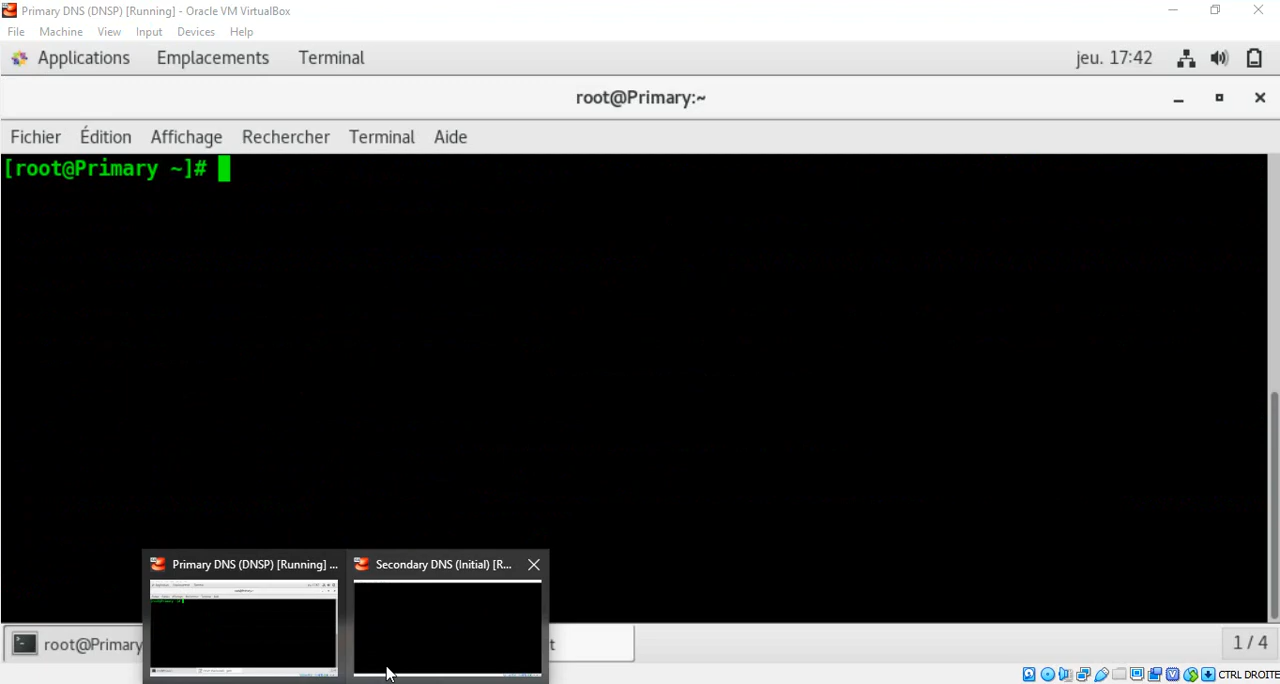 Primary DNS (DNSP) [Running] - Oracle VM VirtualBox
File Machine View Input Devices Help
Applications Emplacements Terminal jeu. 17:42
root@Primary:~
Fichier Édition Affichage Rechercher Terminal Aide
[root@Primary ~]#
Primary DNS (DNSP) [Running] ... Secondary DNS (Initial) [R...
root@Primary 1 / 4
CTRL DROITE